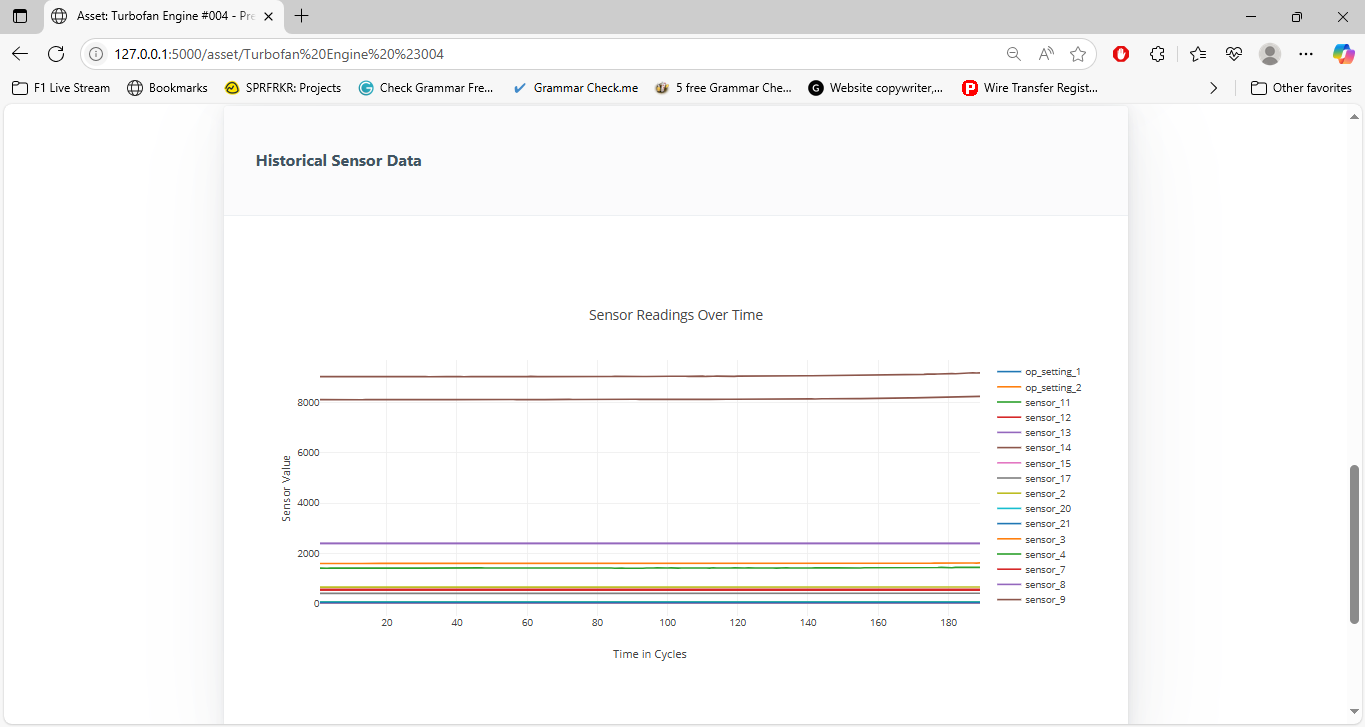 Asset: Turbofan Engine #004 - Pre
127.0.0.1:5000/asset/Turbofan%20Engine%20%23004
F1 Live Stream
Bookmarks
SPRFRKR: Projects
Check Grammar Fre...
Grammar Check.me
5 free Grammar Che...
Website copywriter,...
Wire Transfer Regist...
Other favorites
Historical Sensor Data
Sensor Readings Over Time
Sensor Value
8000
6000
4000
2000
0
20 40 60 80 100 120 140 160 180
Time in Cycles
op_setting_1
op_setting_2
sensor_11
sensor_12
sensor_13
sensor_14
sensor_15
sensor_17
sensor_2
sensor_20
sensor_21
sensor_3
sensor_4
sensor_7
sensor_8
sensor_9